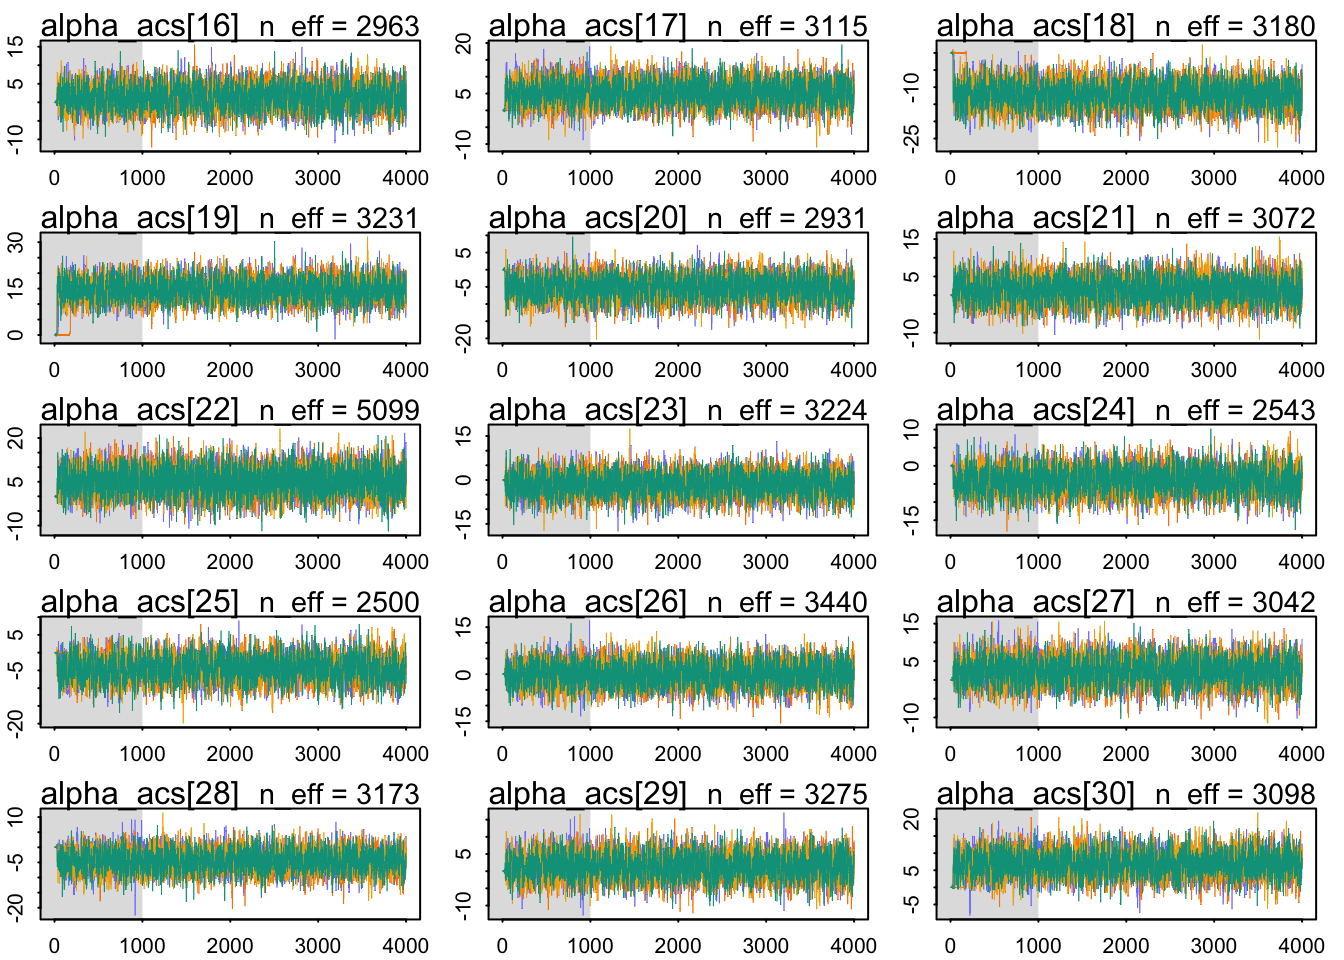 alpha_acs[16] n_eff = 2963 alpha_acs[17] n_eff = 3115 alpha_acs[18] n_eff = 3180
15 5 -10 20 5 -10 -10 -25
0 1000 2000 3000 4000 0 1000 2000 3000 4000 0 1000 2000 3000 4000
alpha_acs[19] n_eff = 3231 alpha_acs[20] n_eff = 2931 alpha_acs[21] n_eff = 3072
30 15 0 5 -5 -20 15 5 -10
0 1000 2000 3000 4000 0 1000 2000 3000 4000 0 1000 2000 3000 4000
alpha_acs[22] n_eff = 5099 alpha_acs[23] n_eff = 3224 alpha_acs[24] n_eff = 2543
20 5 -10 15 0 -15 10 0 -15
0 1000 2000 3000 4000 0 1000 2000 3000 4000 0 1000 2000 3000 4000
alpha_acs[25] n_eff = 2500 alpha_acs[26] n_eff = 3440 alpha_acs[27] n_eff = 3042
5 -5 -20 15 0 -15 15 5 -10
0 1000 2000 3000 4000 0 1000 2000 3000 4000 0 1000 2000 3000 4000
alpha_acs[28] n_eff = 3173 alpha_acs[29] n_eff = 3275 alpha_acs[30] n_eff = 3098
10 -5 -20 5 -10 20 5 -5
0 1000 2000 3000 4000 0 1000 2000 3000 4000 0 1000 2000 3000 4000